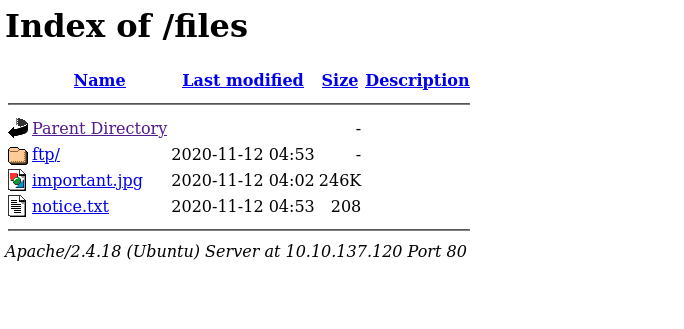 Index of /files
Name Last modified Size Description
Parent Directory -
ftp/ 2020-11-12 04:53 -
important.jpg 2020-11-12 04:02 246K
notice.txt 2020-11-12 04:53 208
Apache/2.4.18 (Ubuntu) Server at 10.10.137.120 Port 80